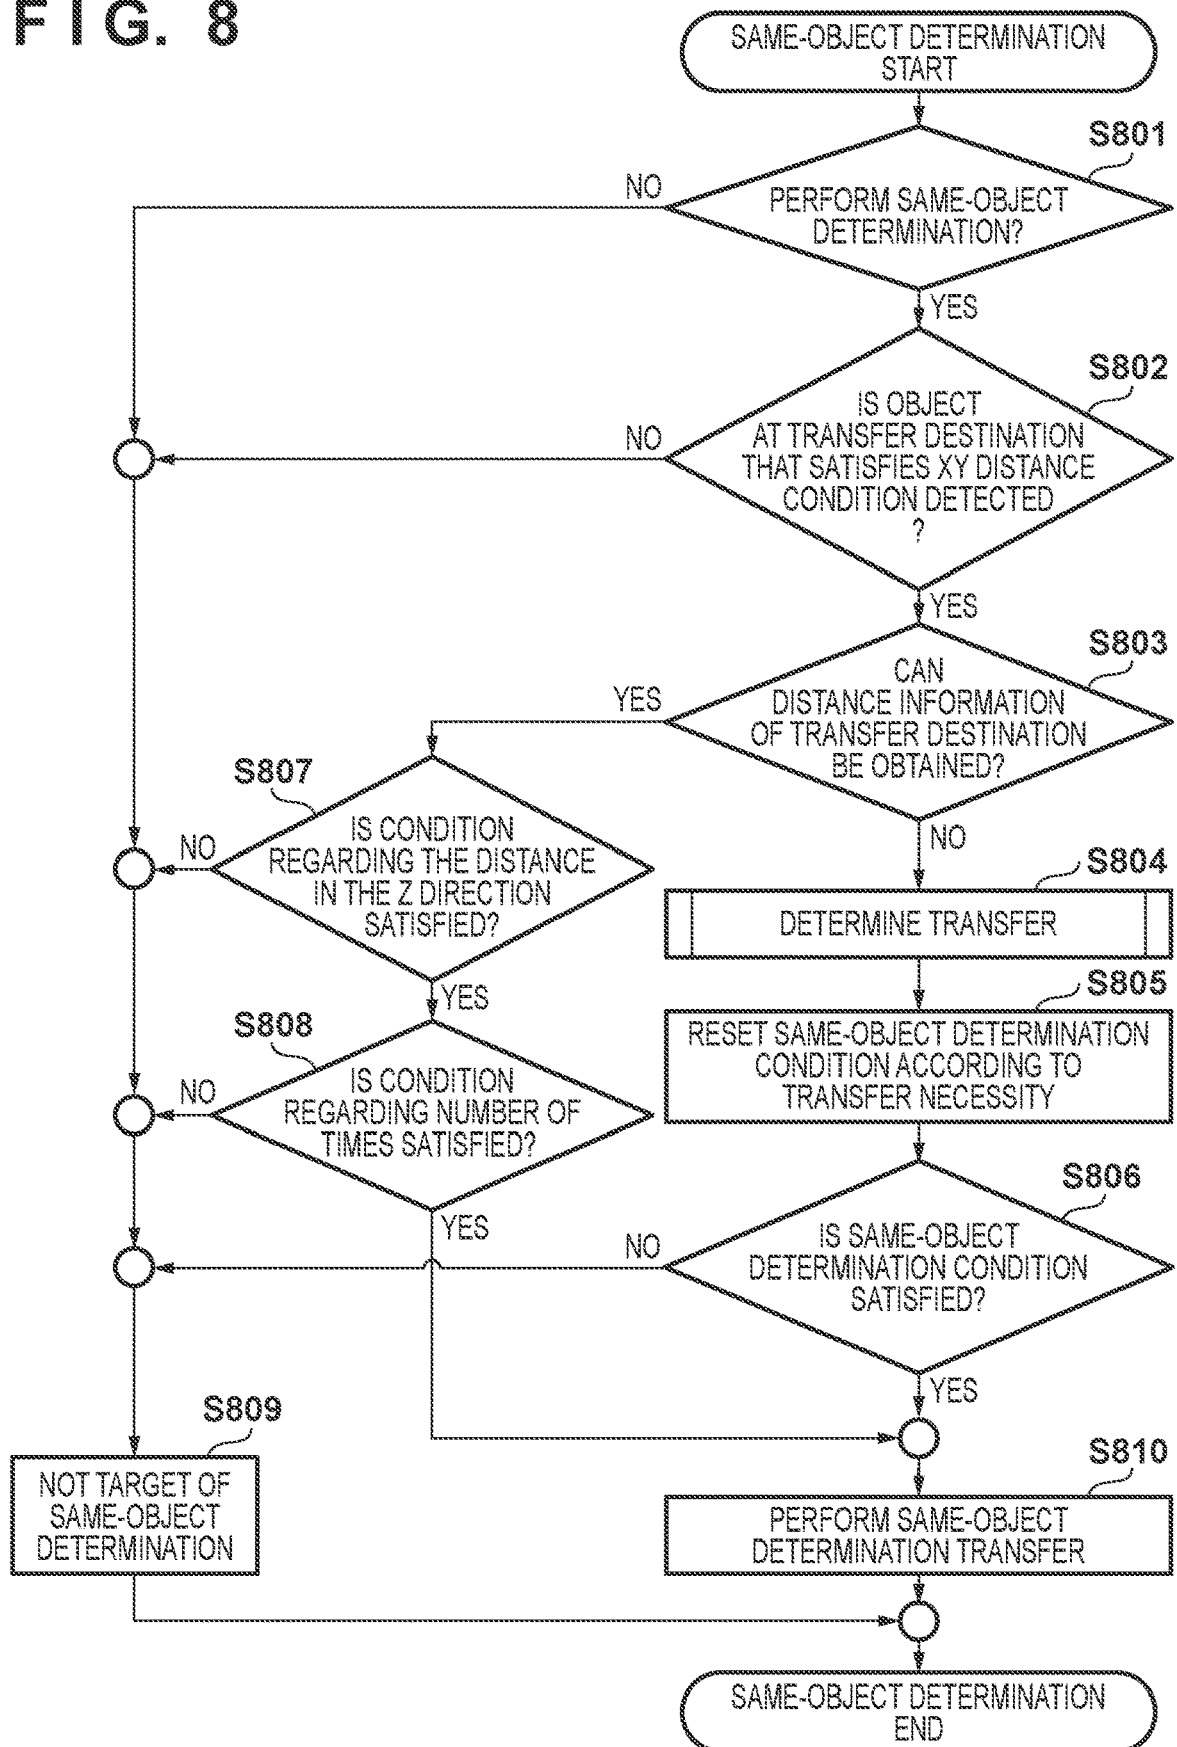 FIG. 8
SAME-OBJECT DETERMINATION
START
S801
NO
PERFORM SAME-OBJECT
DETERMINATION?
YES
S802
NO
IS OBJECT
AT TRANSFER DESTINATION
THAT SATISFIES XY DISTANCE
CONDITION DETECTED
?
YES
S803
YES
CAN
DISTANCE INFORMATION
OF TRANSFER DESTINATION
BE OBTAINED?
NO
S807
NO
IS CONDITION
REGARDING THE DISTANCE
IN THE Z DIRECTION
SATISFIED?
YES
S804
DETERMINE TRANSFER
S805
RESET SAME-OBJECT DETERMINATION
CONDITION ACCORDING TO
TRANSFER NECESSITY
S808
NO
IS CONDITION
REGARDING NUMBER OF
TIMES SATISFIED?
YES
S806
NO
IS SAME-OBJECT
DETERMINATION CONDITION
SATISFIED?
YES
S809
NOT TARGET OF
SAME-OBJECT
DETERMINATION
S810
PERFORM SAME-OBJECT
DETERMINATION TRANSFER
SAME-OBJECT DETERMINATION
END